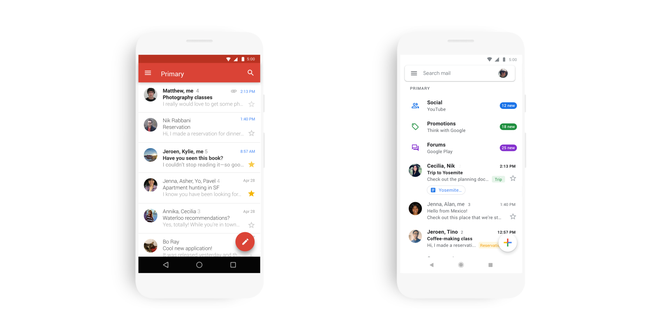 5:00
Primary
Matthew, me 4
3:13 PM
Photography classes
I really would love to get some ph...
Nik Rabbani
1:40 PM
Reservation
Hi, I made a reservation for dinner...
Jeroen, Kylie, me 5
8:57 AM
Have you seen this book?
I couldn't stop reading it—so goo...
Jenna, Asher, Yo, Pavel 6
Apr 28
Apartment hunting in SF
I know you have been looking for...
Annika, Cecilia 3
Apr 28
Waterloo recommendations?
Yes, totally! While you're in town...
Bo Ray
Cool new application!
5:00
Search mail
PRIMARY
Social
YouTube
12 new
Promotions
Think with Google
18 new
Forums
Google Play
25 new
Cecilia, Nik
2:13 PM
Trip to Yosemite
Check out the planning doc...
Trip
Yosemite..
Jenna, Alan, me 4
1:40 PM
Hello from Mexico!
Check out this place that we're st...
Jeroen, Tino 3
12:57 PM
Coffee-making class
Hi, I made a reservati...